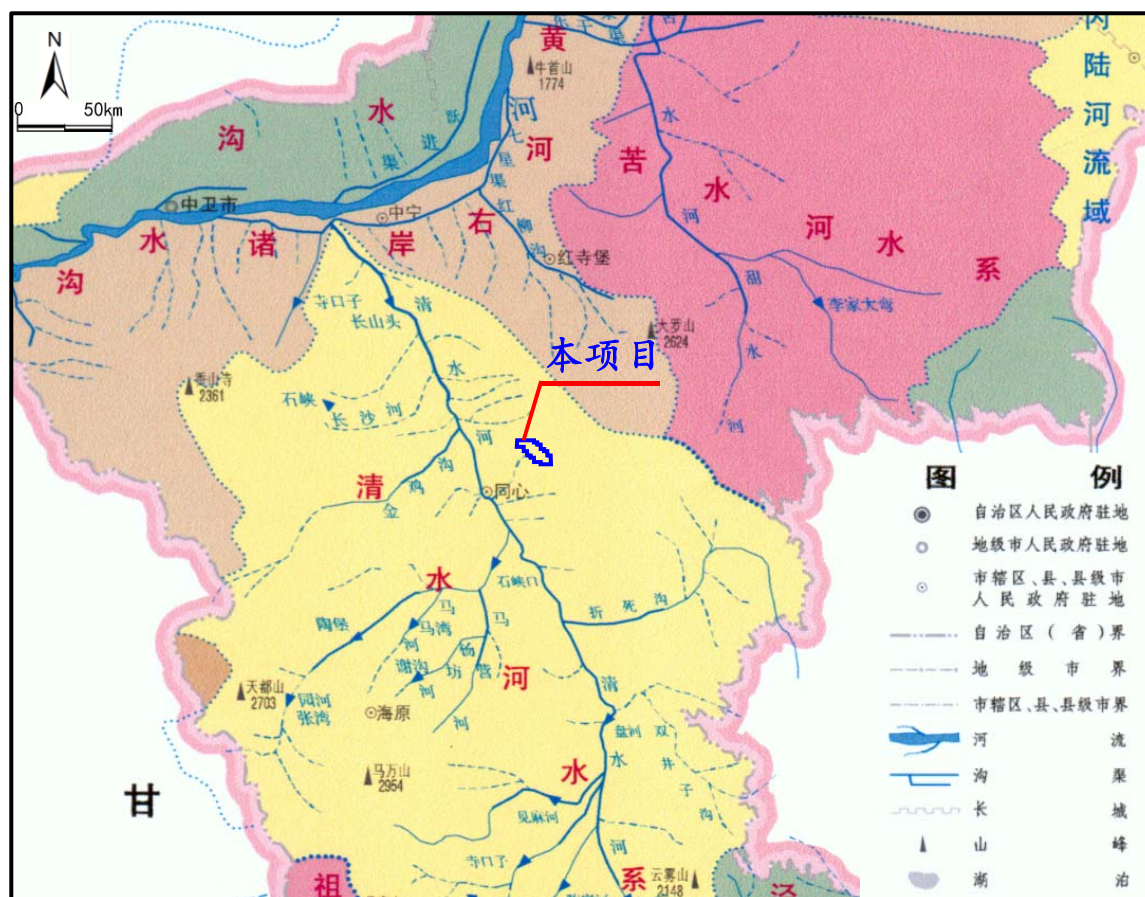 N
0 50km
黄
牛首山
1774
河
七
星
渠
河
跃
进
渠
沟
水
中卫市
中宁
沟
水
诸
岸
右
红
柳
沟
红寺堡
苦
水
河
水
系
水
河
甜
水
河
李家大弯
大罗山
2624
内
陆
河
流
域
寺口子
长山头
清
水
河
香山寺
2361
石峡
长沙河
本项目
清
水
河
水
系
金
鸡
沟
同心
石峡口
折死沟
陶堡
马
湾
河
马
杨
营
河
谢沟
坊
河
天都山
2703
园河
张湾
海原
清
水
河
盘河
双
井
子
沟
马万山
2954
见麻河
寺口子
云雾山
2148
甘
祖
泾
图 例
自治区人民政府驻地
地级市人民政府驻地
市辖区、县、县级市
人民政府驻地
自治区(省)界
地级市界
市辖区、县、县级市界
河流
沟渠
长城
山峰
湖泊